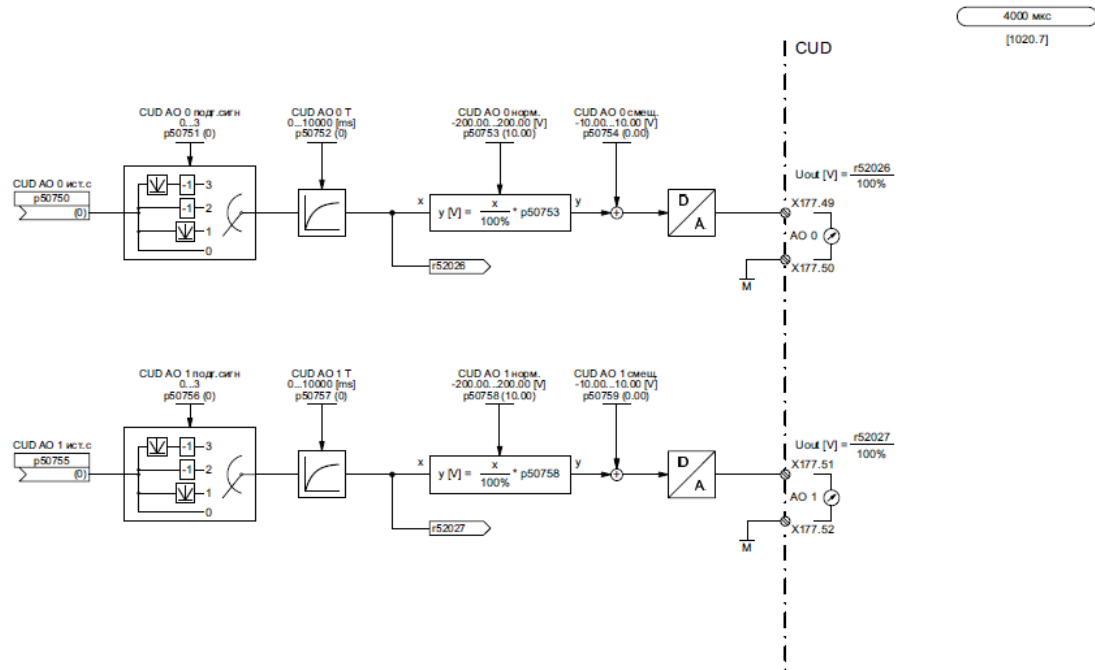 4000 мкс
[1020.7]
CUD
CUD AO 0 подг.сигн
0...3
p50751 (0)
CUD AO 0 T
0...10000 [ms]
p50752 (0)
CUD AO 0 норм.
-200.00...200.00 [V]
p50753 (10.00)
CUD AO 0 смещ.
-10.00...10.00 [V]
p50754 (0.00)
CUD AO 0 ист.с
p50750
(0)
-1 3
-1 2
1
0
x
y [V] = x / 100% * p50753
y
+
D
A
r52026
Uout [V] = r52026 / 100%
X177.49
AO 0
X177.50
M
CUD AO 1 подг.сигн
0...3
p50756 (0)
CUD AO 1 T
0...10000 [ms]
p50757 (0)
CUD AO 1 норм.
-200.00...200.00 [V]
p50758 (10.00)
CUD AO 1 смещ.
-10.00...10.00 [V]
p50759 (0.00)
CUD AO 1 ист.с
p50755
(0)
-1 3
-1 2
1
0
x
y [V] = x / 100% * p50758
y
+
D
A
r52027
Uout [V] = r52027 / 100%
X177.51
AO 1
X177.52
M